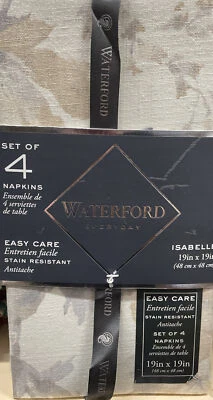 WATERFORD
SET OF
4
NAPKINS
Ensemble de
4 serviettes
de table
WATERFORD
EVERYDAY
EASY CARE
Entretien facile
STAIN RESISTANT
Antitache
ISABELLE
19in x 19in
(48 cm x 48 cm)
WATERFORD
EASY CARE
Entretien facile
STAIN RESISTANT
Antitache
SET OF 4
NAPKINS
Ensemble de 4
serviettes de table
19in x 19in
(48 cm x 48 cm)